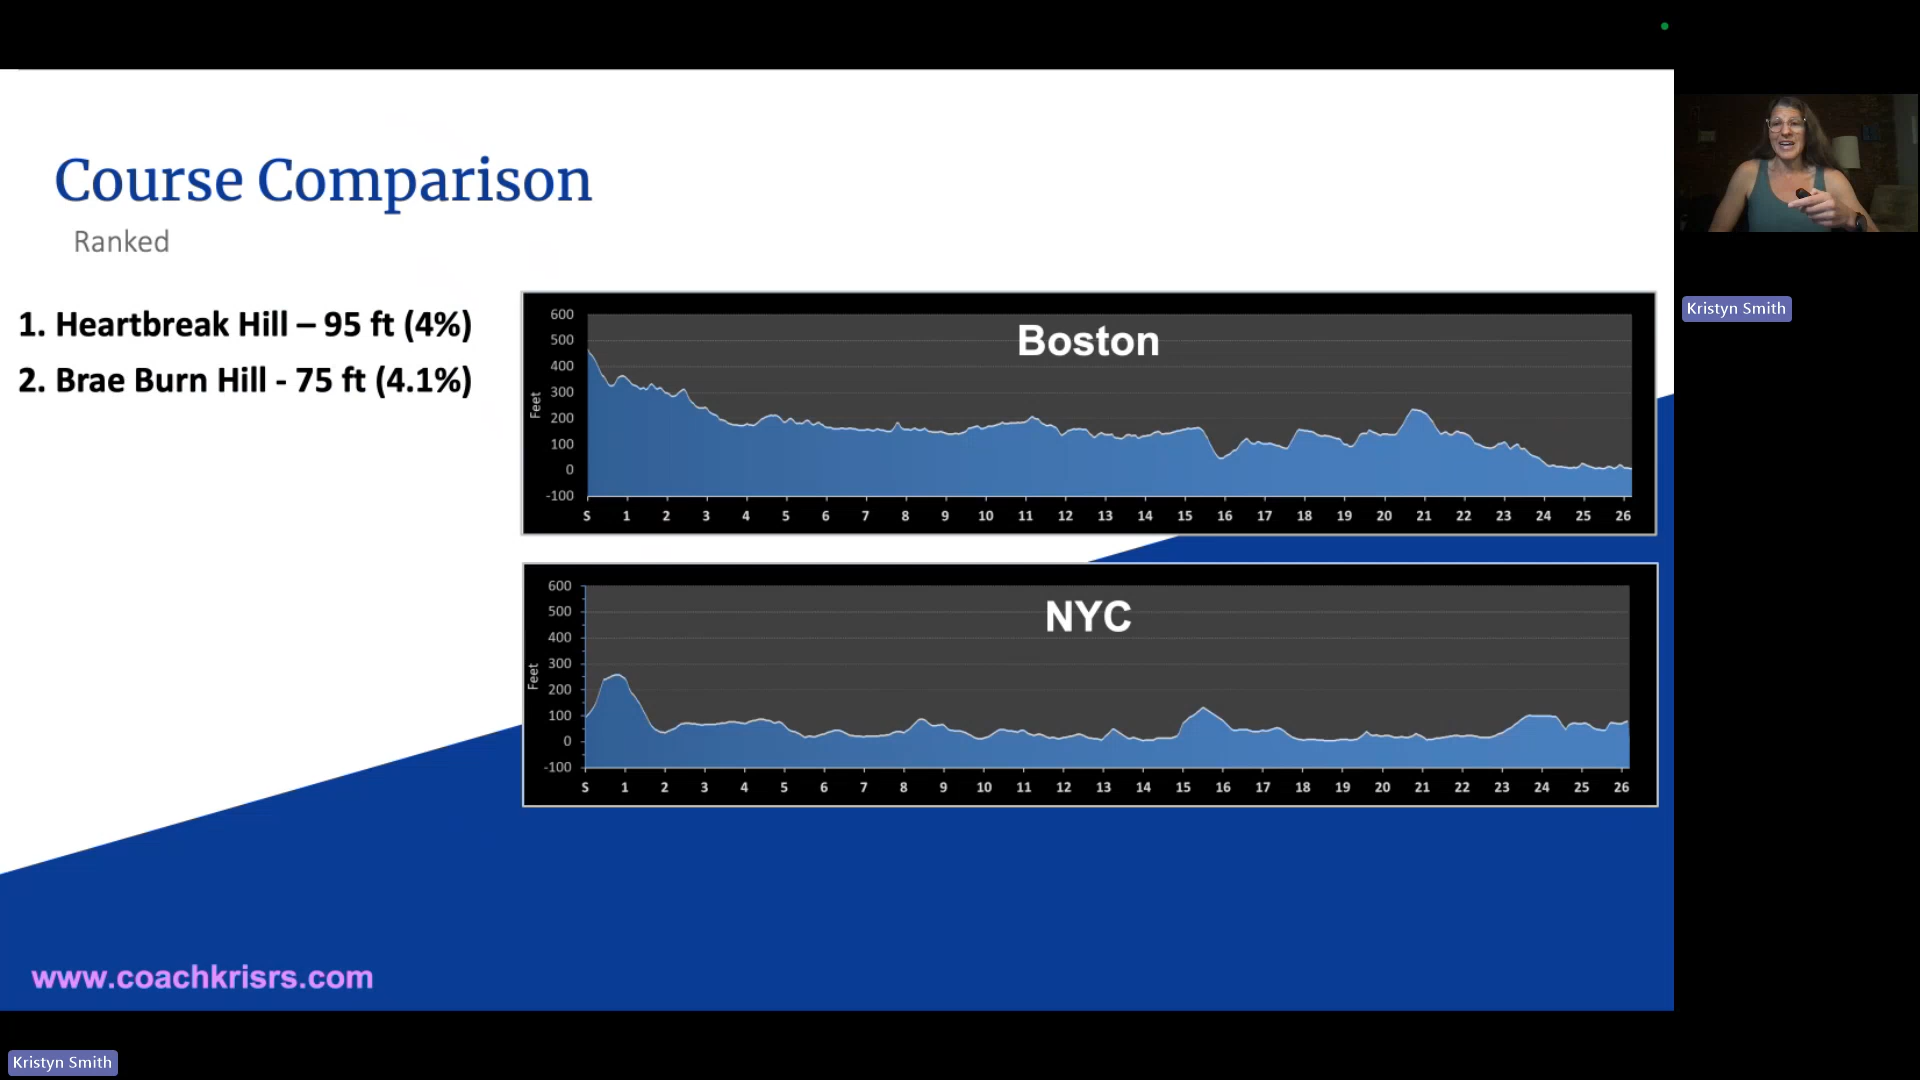 Course Comparison
Ranked
1. Heartbreak Hill – 95 ft (4%)
2. Brae Burn Hill - 75 ft (4.1%)
Boston
Feet
600
500
400
300
200
100
0
-100
S 1 2 3 4 5 6 7 8 9 10 11 12 13 14 15 16 17 18 19 20 21 22 23 24 25 26
NYC
Feet
600
500
400
300
200
100
0
-100
S 1 2 3 4 5 6 7 8 9 10 11 12 13 14 15 16 17 18 19 20 21 22 23 24 25 26
www.coachkrisrs.com
Kristyn Smith
Kristyn Smith